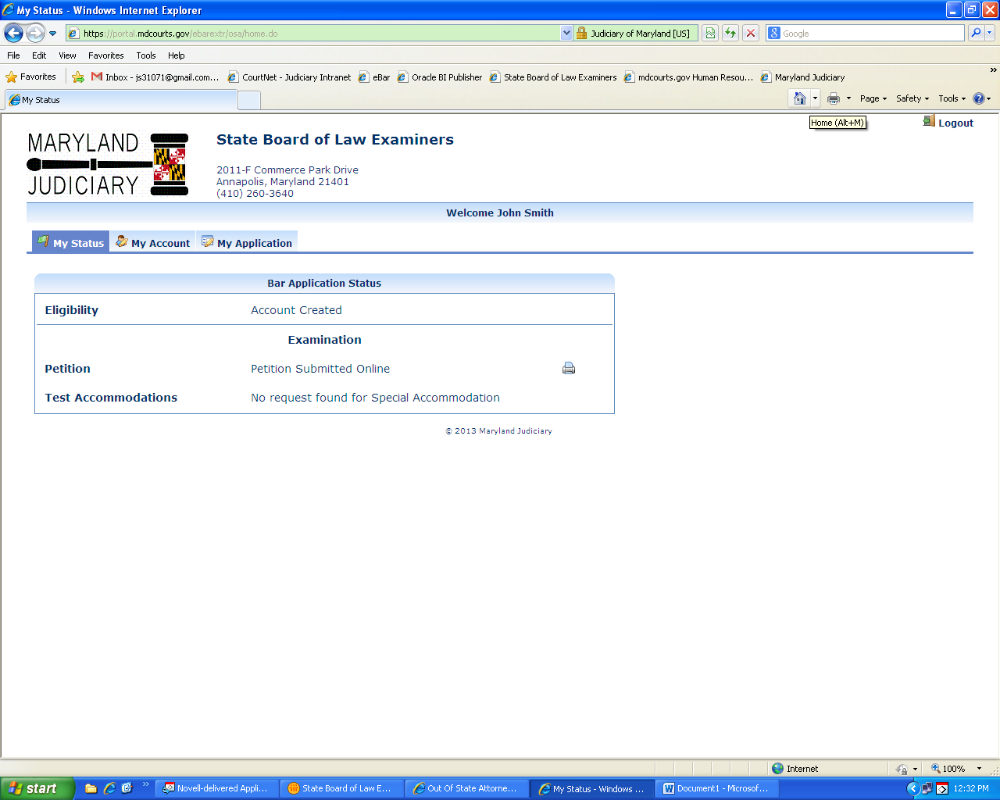 My Status - Windows Internet Explorer
https://portal.mdcourts.gov/ebarextr/osa/home.do
Judiciary of Maryland [US]
Google
File Edit View Favorites Tools Help
Favorites
Inbox - js31071@gmail.com...
CourtNet - Judiciary Intranet
eBar
Oracle BI Publisher
State Board of Law Examiners
mdcourts.gov Human Resou...
Maryland Judiciary
My Status
Page Safety Tools
Home (Alt+M)
Logout
MARYLAND
JUDICIARY
State Board of Law Examiners
2011-F Commerce Park Drive
Annapolis, Maryland 21401
(410) 260-3640
Welcome John Smith
My Status
My Account
My Application
Bar Application Status
Eligibility Account Created
Examination
Petition Petition Submitted Online
Test Accommodations No request found for Special Accommodation
© 2013 Maryland Judiciary
Internet
100%
start
Novell-delivered Appli...
State Board of Law E...
Out Of State Attorne...
My Status - Windows ...
Document1 - Microsof...
12:32 PM